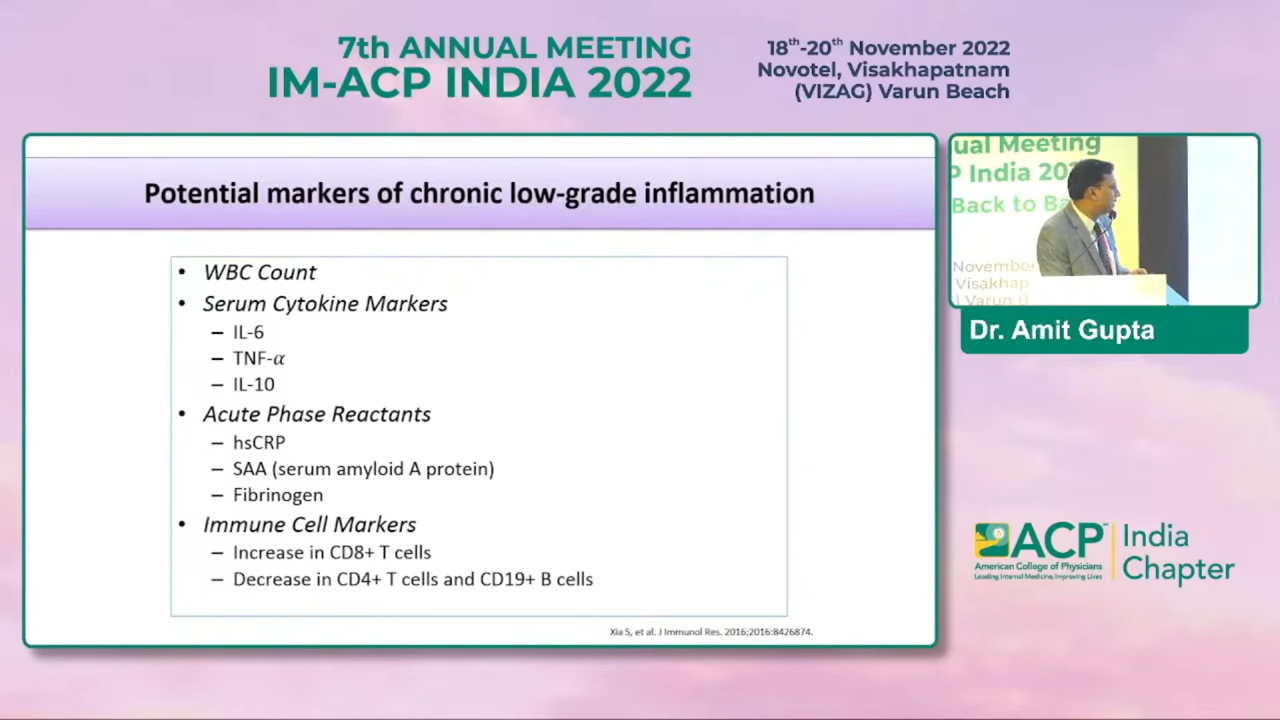 7th ANNUAL MEETING
IM-ACP INDIA 2022
18th-20th November 2022
Novotel, Visakhapatnam
(VIZAG) Varun Beach
Potential markers of chronic low-grade inflammation
• WBC Count
• Serum Cytokine Markers
– IL-6
– TNF-α
– IL-10
• Acute Phase Reactants
– hsCRP
– SAA (serum amyloid A protein)
– Fibrinogen
• Immune Cell Markers
– Increase in CD8+ T cells
– Decrease in CD4+ T cells and CD19+ B cells
Xia S, et al. J Immunol Res. 2016;2016:8426874.
ual Meeting
P India 20
Back to Ba
November
Visakhap
Varun B
Dr. Amit Gupta
ACP™
American College of Physicians
Leading Internal Medicine, Improving Lives
India
Chapter